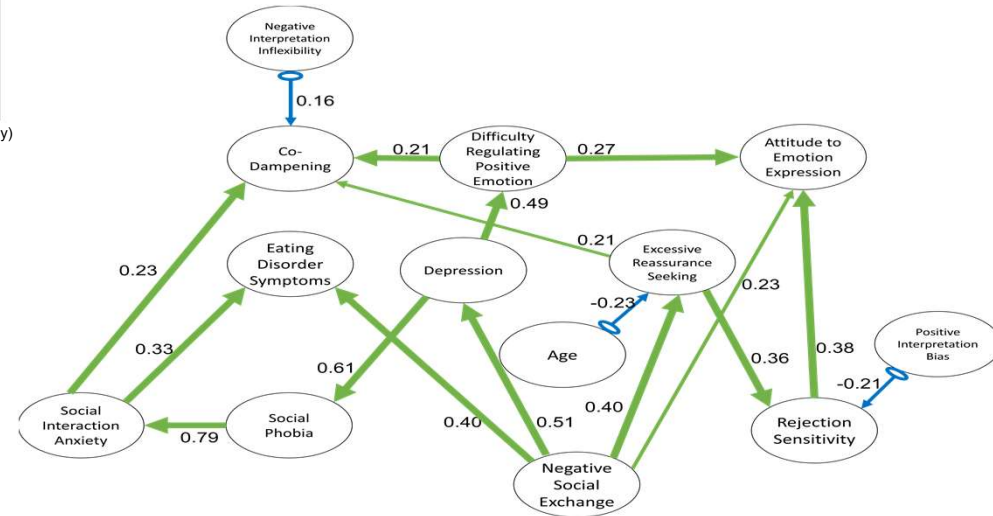 Negative
Interpretation
Inflexibility
0.16
y)
Co-
Dampening
0.21
Difficulty
Regulating
Positive
Emotion
0.27
Attitude to
Emotion
Expression
0.49
0.21
0.23
Eating
Disorder
Symptoms
Depression
Excessive
Reassurance
Seeking
0.23
-0.23
Age
Positive
Interpretation
Bias
0.33
0.61
0.36
0.38
-0.21
Social
Interaction
Anxiety
0.79
Social
Phobia
0.40
0.51
0.40
Rejection
Sensitivity
Negative
Social
Exchange